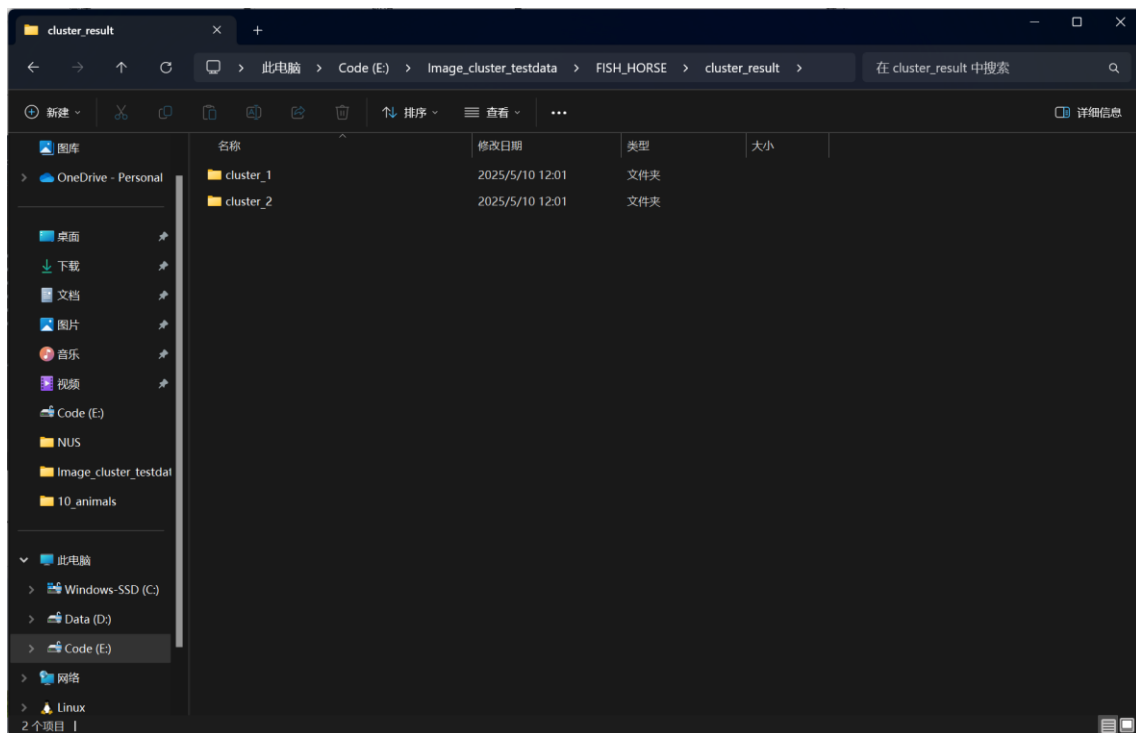 cluster_result
此电脑 > Code (E:) > Image_cluster_testdata > FISH_HORSE > cluster_result >
在 cluster_result 中搜索
新建
排序
查看
详细信息
名称 修改日期 类型 大小
cluster_1 2025/5/10 12:01 文件夹
cluster_2 2025/5/10 12:01 文件夹
图库
OneDrive - Personal
桌面
下载
文档
图片
音乐
视频
Code (E:)
NUS
Image_cluster_testdat
10_animals
此电脑
Windows-SSD (C:)
Data (D:)
Code (E:)
网络
Linux
2 个项目